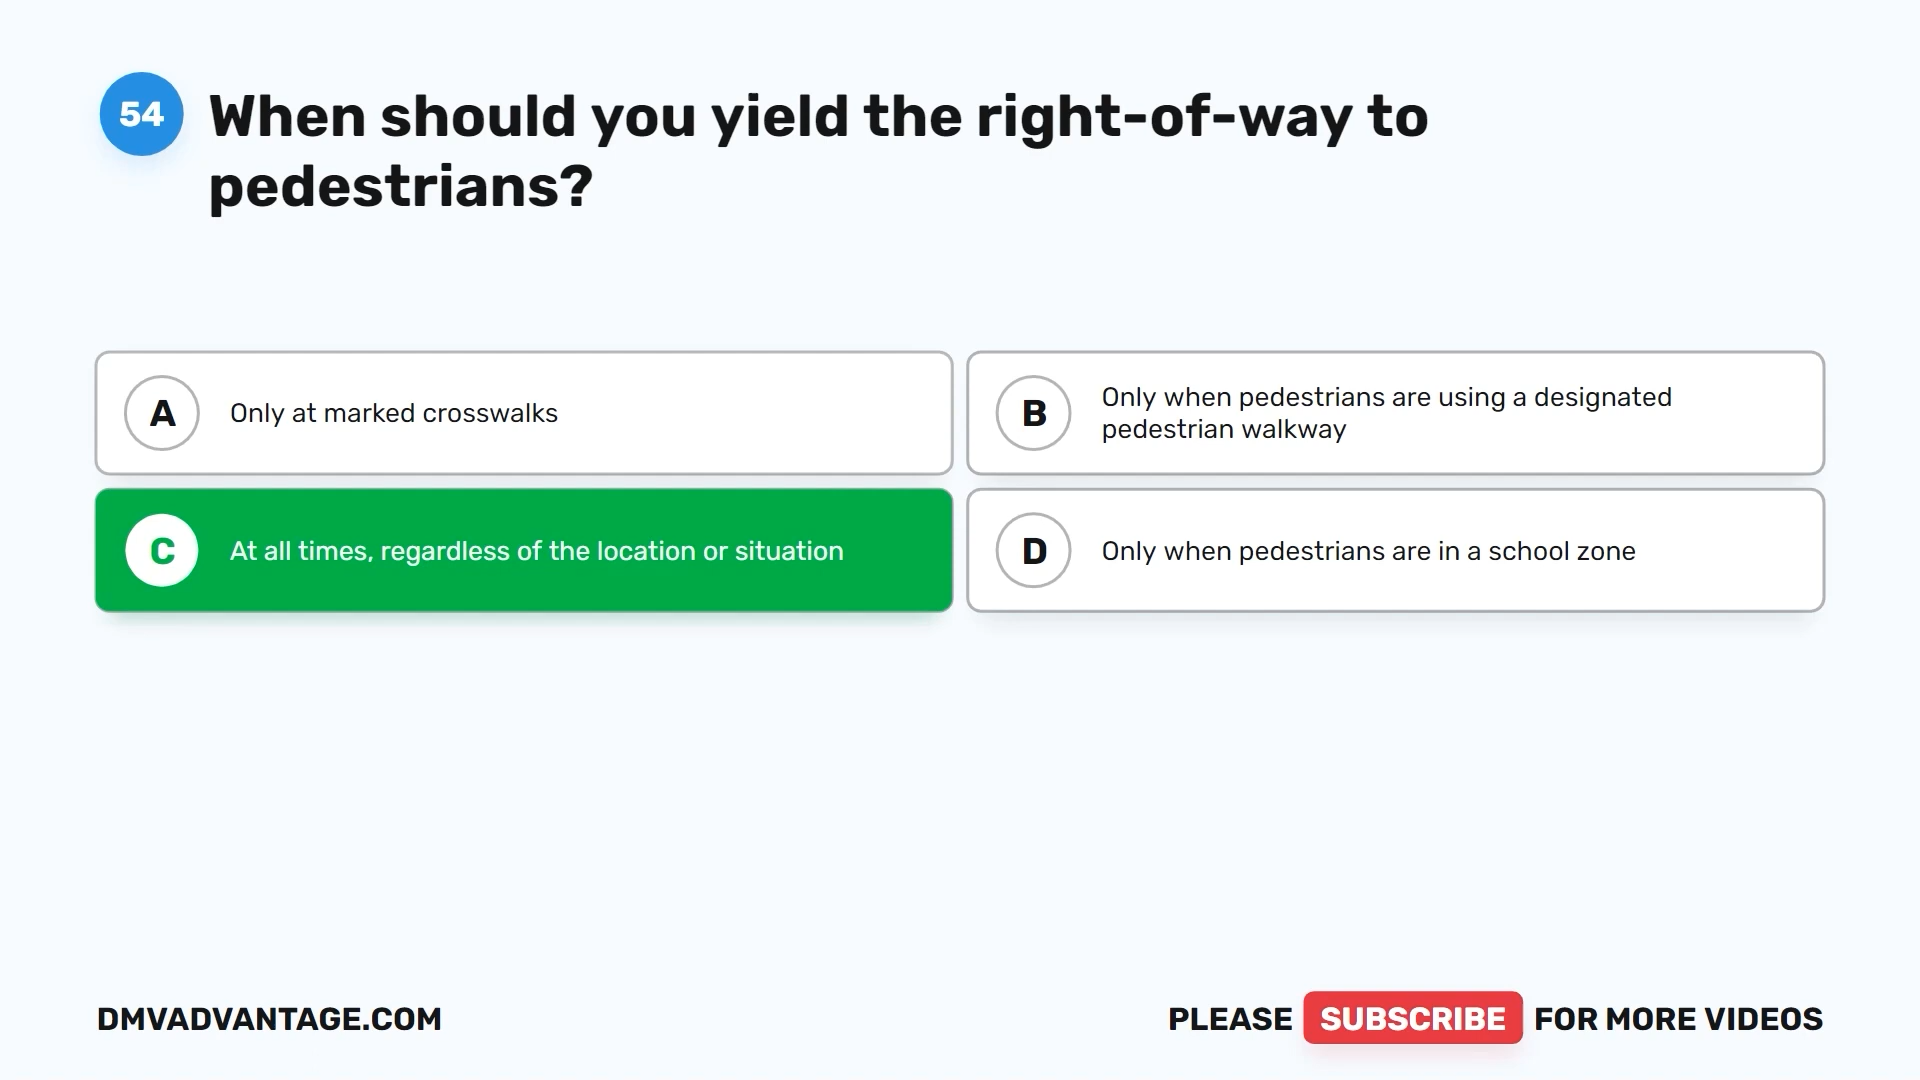 54
When should you yield the right-of-way to
pedestrians?
A
Only at marked crosswalks
B
Only when pedestrians are using a designated
pedestrian walkway
C
At all times, regardless of the location or situation
D
Only when pedestrians are in a school zone
DMVADVANTAGE.COM
PLEASE SUBSCRIBE FOR MORE VIDEOS